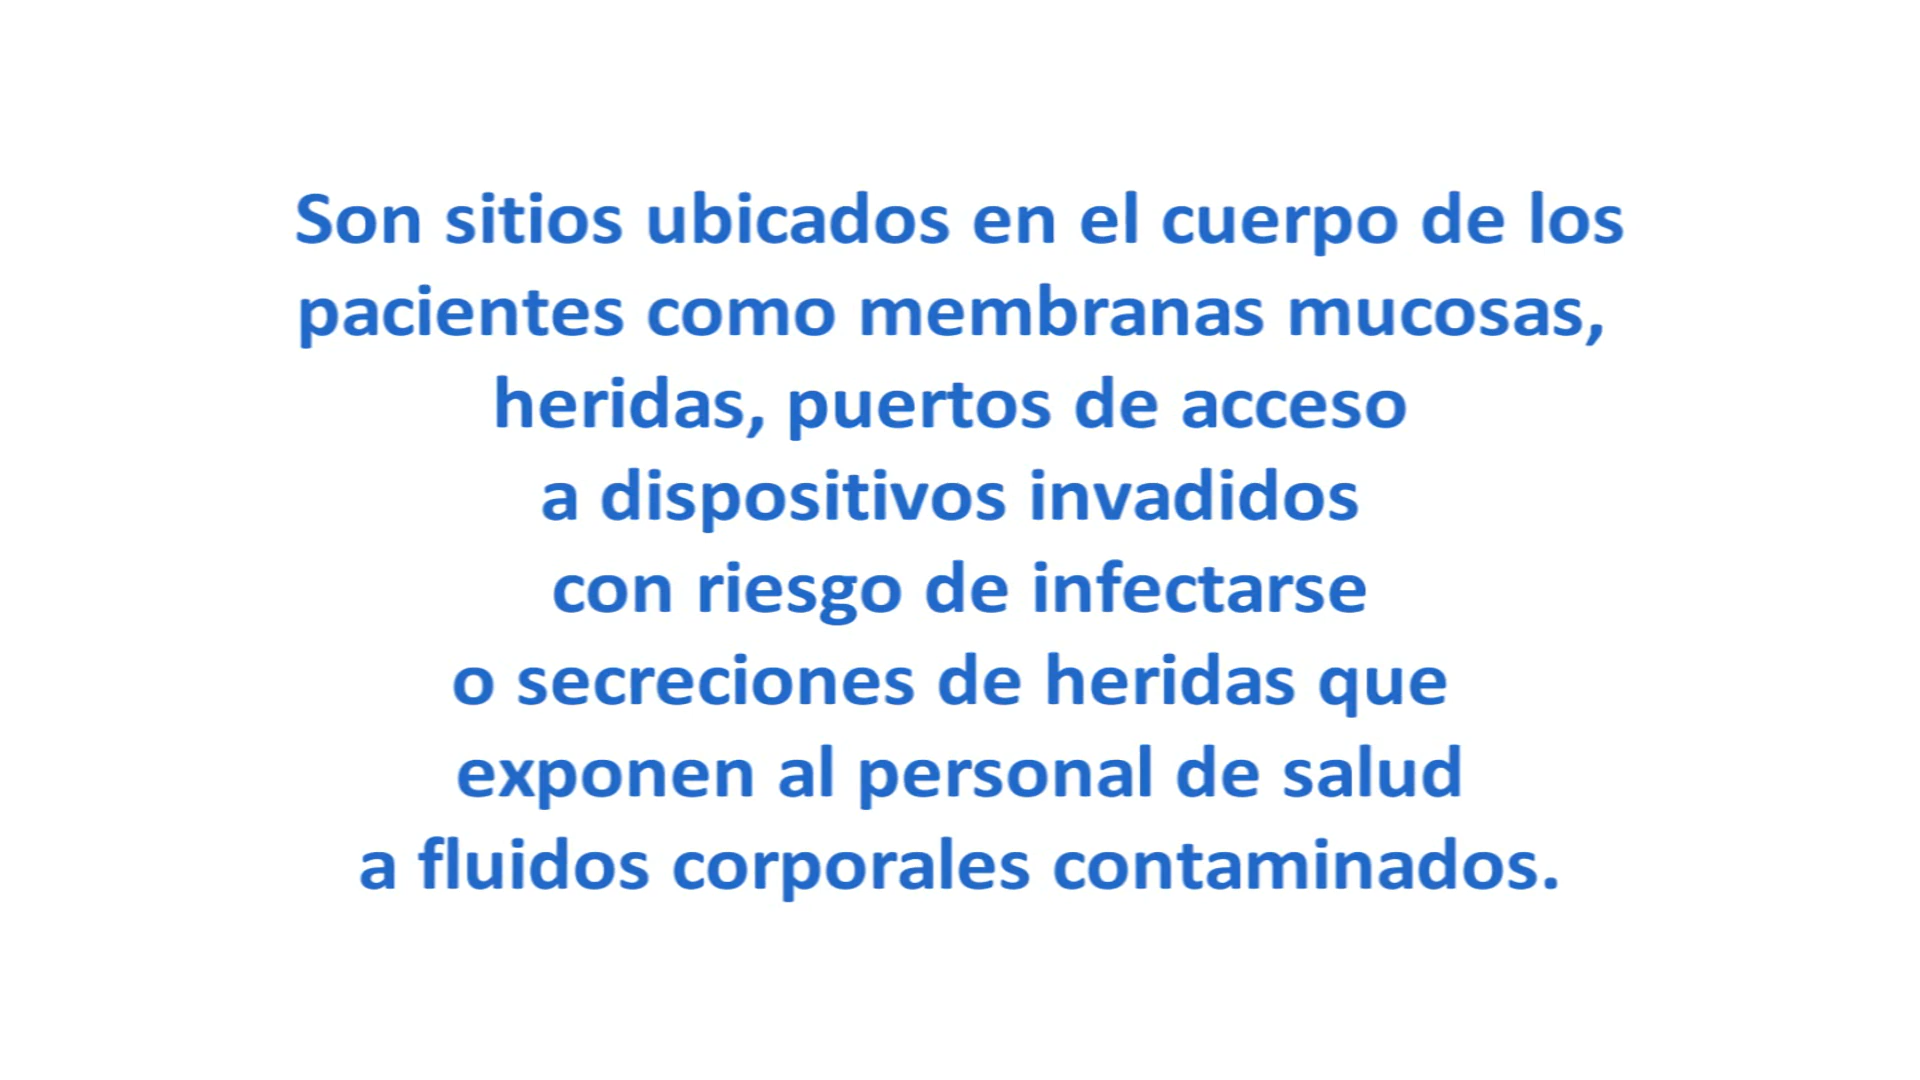 Son sitios ubicados en el cuerpo de los
pacientes como membranas mucosas,
heridas, puertos de acceso
a dispositivos invadidos
con riesgo de infectarse
o secreciones de heridas que
exponen al personal de salud
a fluidos corporales contaminados.